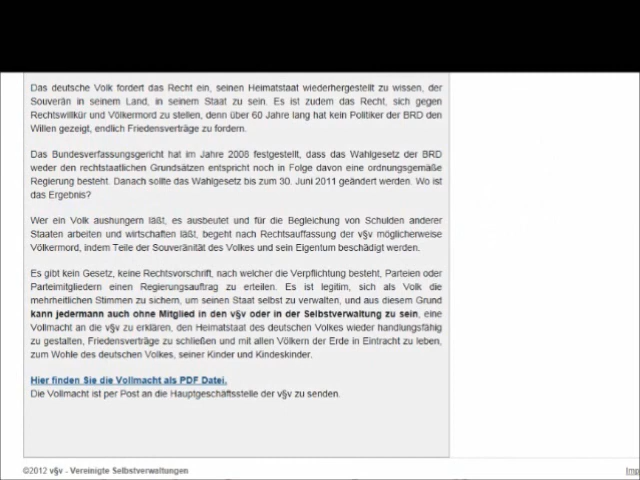 Das deutsche Volk fordert das Recht ein, seinen Heimatstaat wiederhergestellt zu wissen, der
Souverän in seinem Land, in seinem Staat zu sein. Es ist zudem das Recht, sich gegen
Rechtswillkür und Völkermord zu stellen, denn über 60 Jahre lang hat kein Politiker der BRD den
Willen gezeigt, endlich Friedensverträge zu fordern.
Das Bundesverfassungsgericht hat im Jahre 2008 festgestellt, dass das Wahlgesetz der BRD
weder den rechtstaatlichen Grundsätzen entspricht noch in Folge davon eine ordnungsgemäße
Regierung besteht. Danach sollte das Wahlgesetz bis zum 30. Juni 2011 geändert werden. Wo ist
das Ergebnis?
Wer ein Volk aushungern läßt, es ausbeutet und für die Begleichung von Schulden anderer
Staaten arbeiten und wirtschaften läßt, begeht nach Rechtsauffassung der v§v möglicherweise
Völkermord, indem Teile der Souveränität des Volkes und sein Eigentum beschädigt werden.
Es gibt kein Gesetz, keine Rechtsvorschrift, nach welcher die Verpflichtung besteht, Parteien oder
Parteimitgliedern einen Regierungsauftrag zu erteilen. Es ist legitim, sich als Volk die
mehrheitlichen Stimmen zu sichern, um seinen Staat selbst zu verwalten, und aus diesem Grund
kann jedermann auch ohne Mitglied in den v§v oder in der Selbstverwaltung zu sein, eine
Vollmacht an die v§v zu erklären, den Heimatstaat des deutschen Volkes wieder handlungsfähig
zu gestalten, Friedensverträge zu schließen und mit allen Völkern der Erde in Eintracht zu leben,
zum Wohle des deutschen Volkes, seiner Kinder und Kindeskinder.
Hier finden Sie die Vollmacht als PDF Datei.
Die Vollmacht ist per Post an die Hauptgeschäftsstelle der v§v zu senden.
©2012 v§v - Vereinigte Selbstverwaltungen
Imp